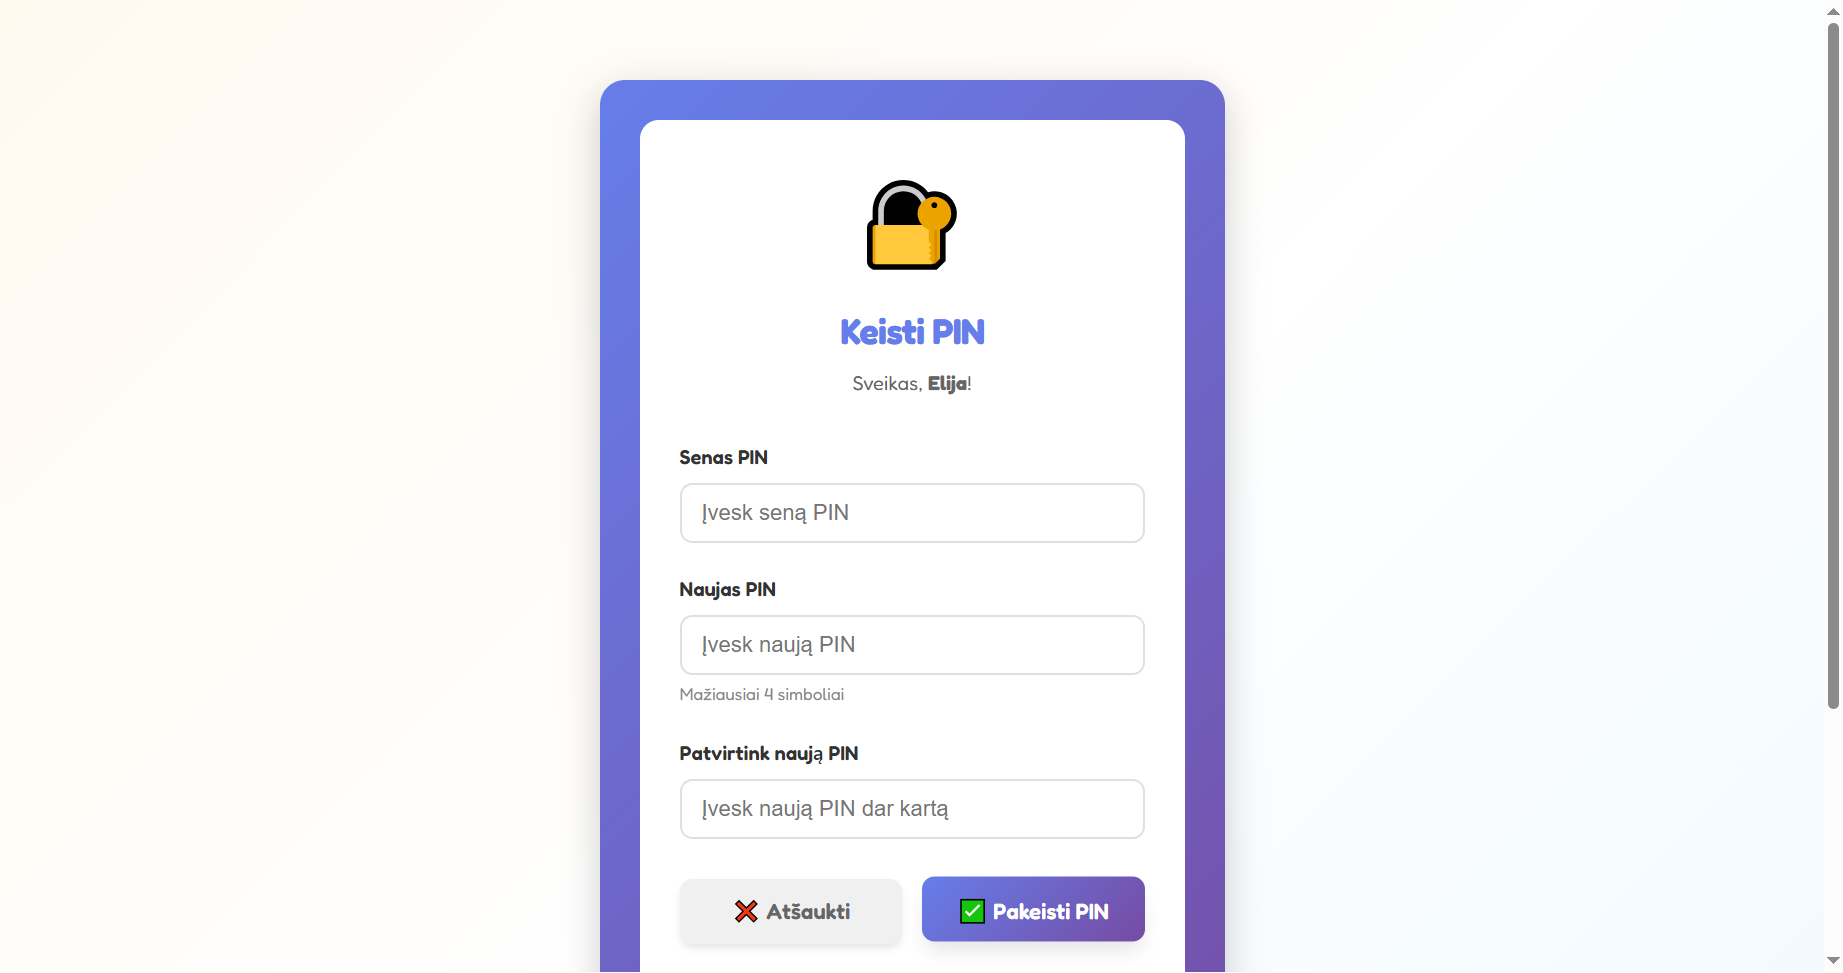 Keisti PIN
Sveikas, Elija!
Senas PIN
Įvesk seną PIN
Naujas PIN
Įvesk naują PIN
Mažiausiai 4 simboliai
Patvirtink naują PIN
Įvesk naują PIN dar kartą
Atšaukti
Pakeisti PIN